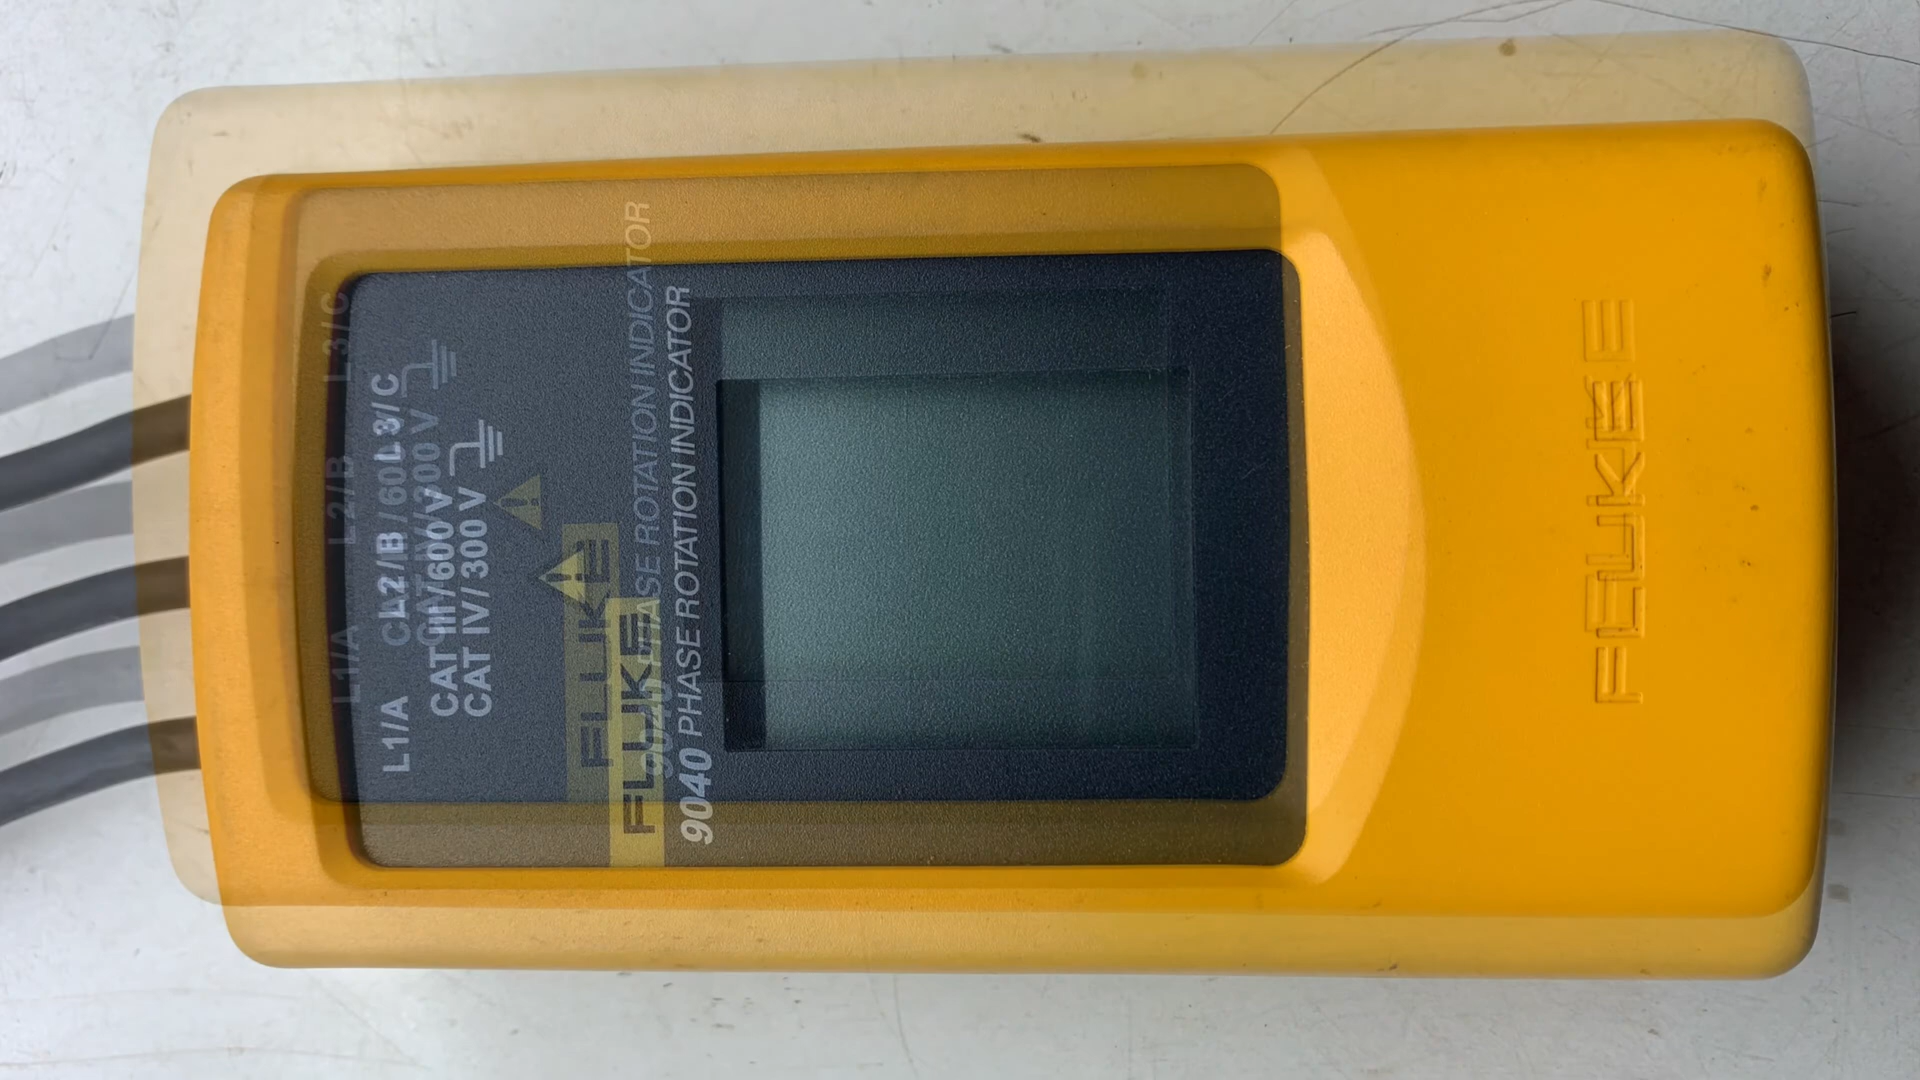 L1/A L2/B L3/C
CAT III/600 V
CAT IV/300 V
FLUKE
9040 PHASE ROTATION INDICATOR
FLUKE